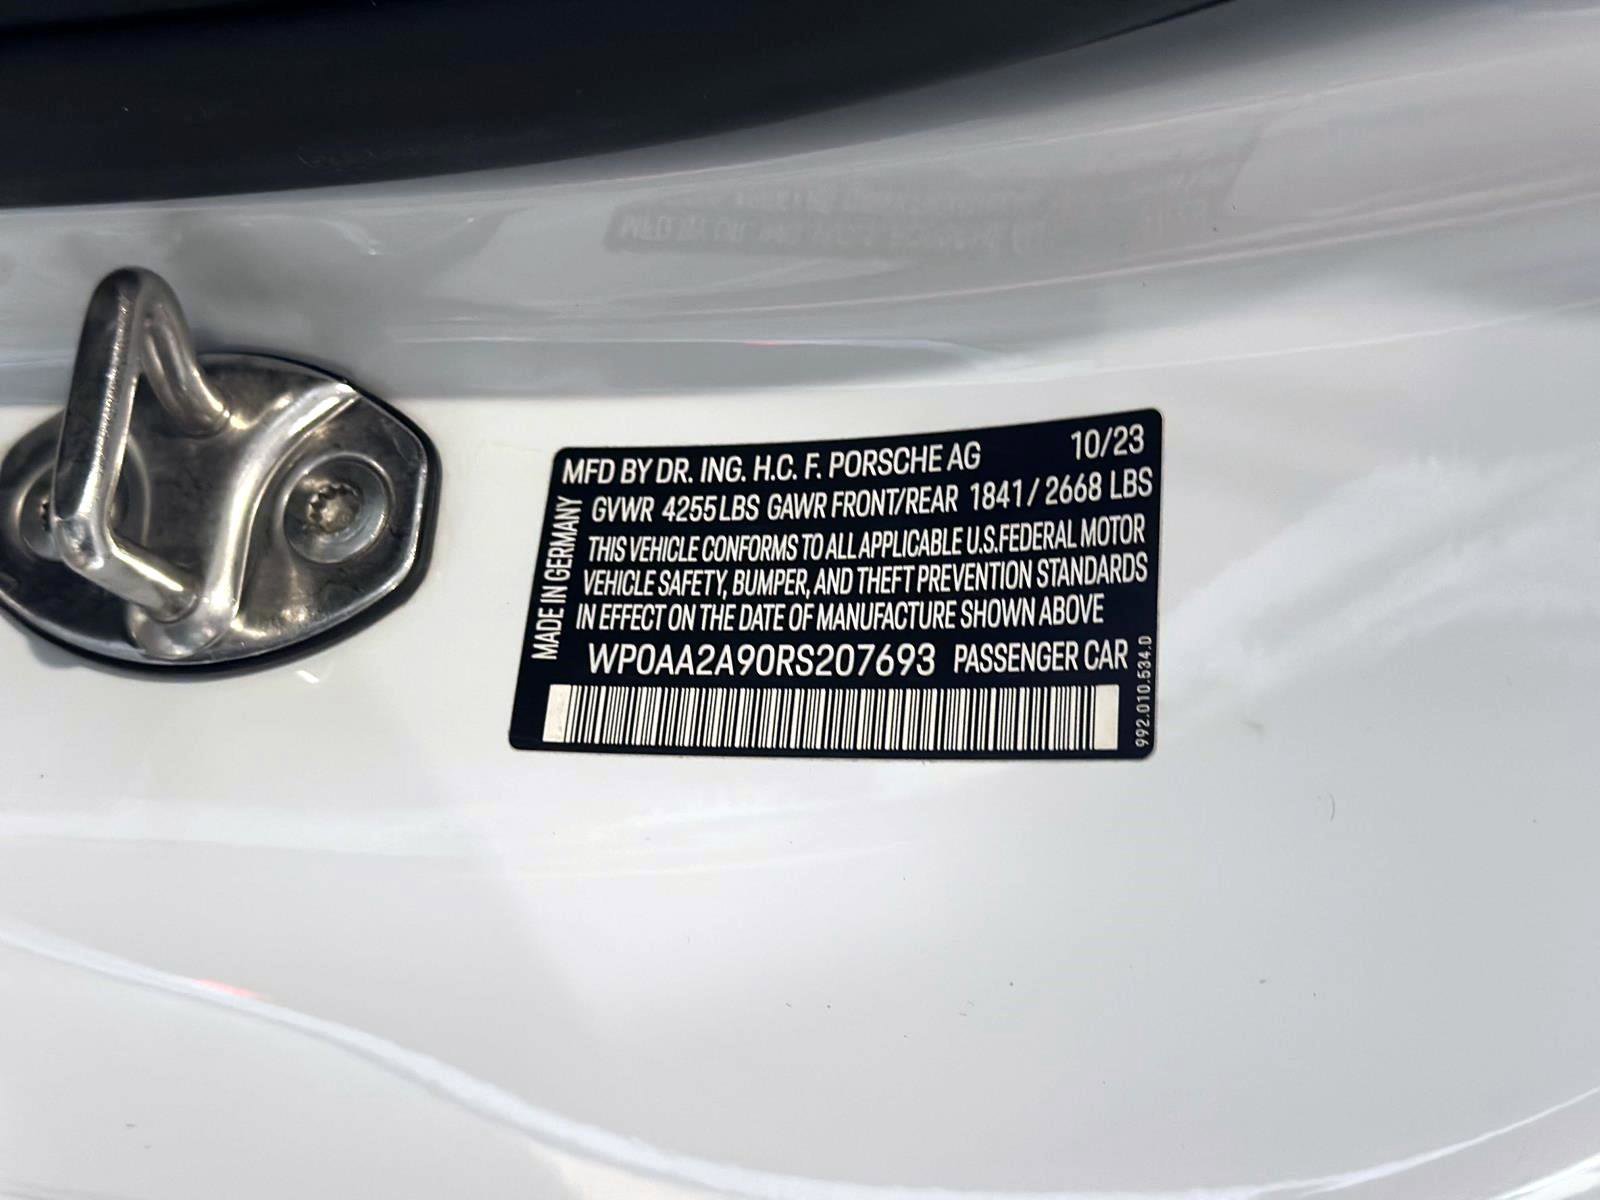 MFD BY DR. ING. H.C. F. PORSCHE AG 10/23
GVWR 4255LBS GAWR FRONT/REAR 1841/2668 LBS
THIS VEHICLE CONFORMS TO ALL APPLICABLE U.S. FEDERAL MOTOR
VEHICLE SAFETY, BUMPER, AND THEFT PREVENTION STANDARDS
IN EFFECT ON THE DATE OF MANUFACTURE SHOWN ABOVE
WP0AA2A90RS207693 PASSENGER CAR
MADE IN GERMANY
992.010.534.0